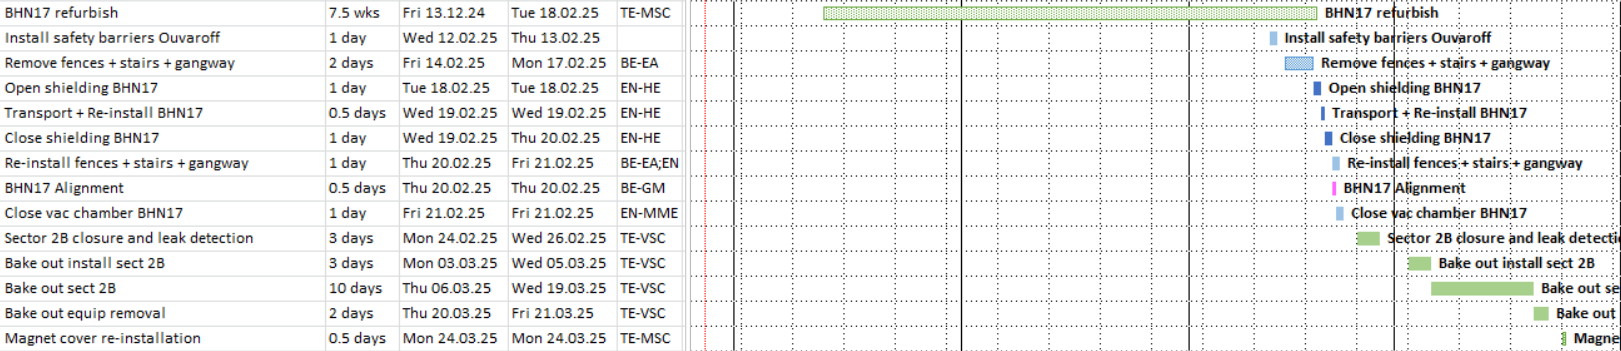 BHN17 refurbish 7.5 wks Fri 13.12.24 Tue 18.02.25 TE-MSC BHN17 refurbish
Install safety barriers Ouvaroff 1 day Wed 12.02.25 Thu 13.02.25 Install safety barriers Ouvaroff
Remove fences + stairs + gangway 2 days Fri 14.02.25 Mon 17.02.25 BE-EA Remove fences + stairs + gangway
Open shielding BHN17 1 day Tue 18.02.25 Tue 18.02.25 EN-HE Open shielding BHN17
Transport + Re-install BHN17 0.5 days Wed 19.02.25 Wed 19.02.25 EN-HE Transport + Re-install BHN17
Close shielding BHN17 1 day Wed 19.02.25 Thu 20.02.25 EN-HE Close shielding BHN17
Re-install fences + stairs + gangway 1 day Thu 20.02.25 Fri 21.02.25 BE-EA;EN Re-install fences + stairs + gangway
BHN17 Alignment 0.5 days Thu 20.02.25 Thu 20.02.25 BE-GM BHN17 Alignment
Close vac chamber BHN17 1 day Fri 21.02.25 Fri 21.02.25 EN-MME Close vac chamber BHN17
Sector 2B closure and leak detection 3 days Mon 24.02.25 Wed 26.02.25 TE-VSC Sector 2B closure and leak detecti
Bake out install sect 2B 3 days Mon 03.03.25 Wed 05.03.25 TE-VSC Bake out install sect 2B
Bake out sect 2B 10 days Thu 06.03.25 Wed 19.03.25 TE-VSC Bake out se
Bake out equip removal 2 days Thu 20.03.25 Fri 21.03.25 TE-VSC Bake out
Magnet cover re-installation 0.5 days Mon 24.03.25 Mon 24.03.25 TE-MSC Magne